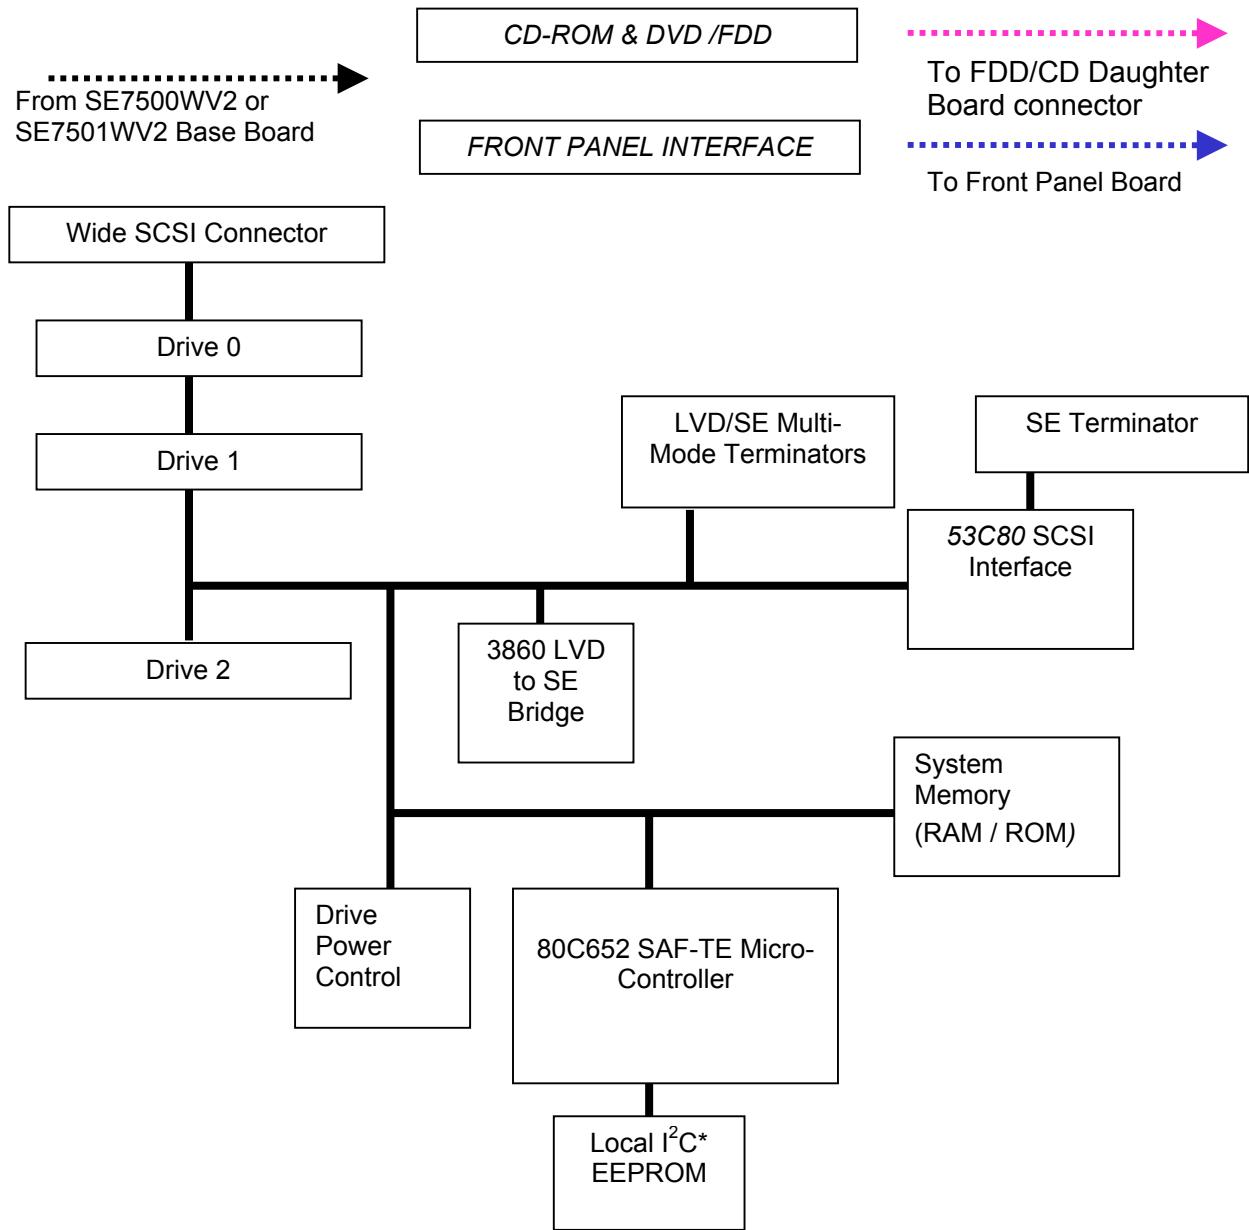 CD-ROM & DVD /FDD
From SE7500WV2 or
SE7501WV2 Base Board
To FDD/CD Daughter
Board connector
FRONT PANEL INTERFACE
To Front Panel Board
Wide SCSI Connector
Drive 0
Drive 1
LVD/SE Multi-
Mode Terminators
SE Terminator
53C80 SCSI
Interface
Drive 2
3860 LVD
to SE
Bridge
System
Memory
(RAM / ROM)
Drive
Power
Control
80C652 SAF-TE Micro-
Controller
Local I²C*
EEPROM